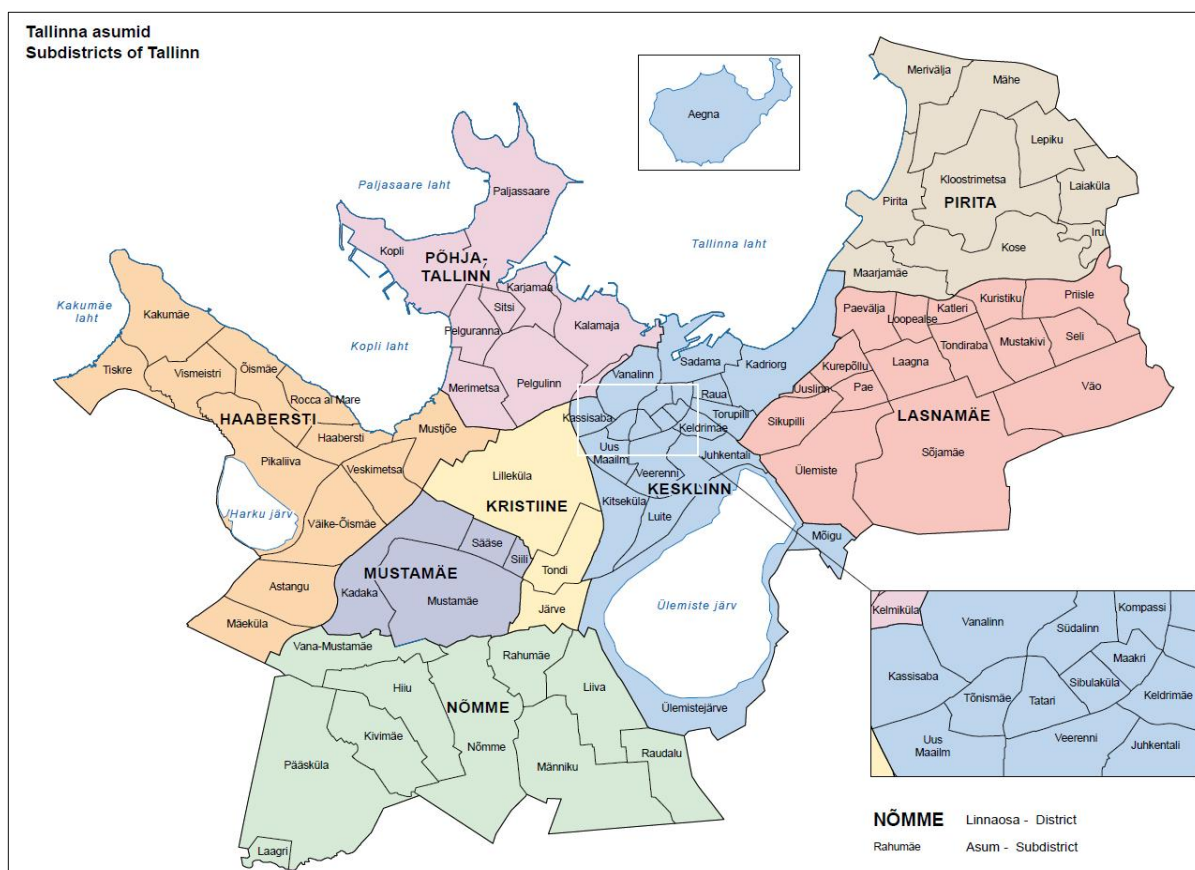 Tallinna asumid
Subdistricts of Tallinn
Aegna
Merivälja
Mähe
Lepiku
Kloostrimetsa
Laiaküla
Pirita
PIRITA
Iru
Kose
Maarjamäe
Paljasaare laht
Paljassaare
Kopli
PÕHJA-
TALLINN
Tallinna laht
Karjamaa
Sitsi
Kalamaja
Pelguranna
Merimetsa
Pelgulinn
Kakumäe
laht
Kopli laht
Kakumäe
Tiskre
Vismeistri
Õismäe
Rocca al Mare
HAABERSTI
Haabersti
Mustjõe
Pikaliiva
Veskimetsa
Harku järv
Väike-Õismäe
Astangu
Mäeküla
Paevälja
Loopealse
Katleri
Kuristiku
Priisle
Tondiraba
Mustakivi
Seli
Kurepõllu
Laagna
Uuslinn
Pae
Väo
Sikupilli
LASNAMÄE
Ülemiste
Sõjamäe
Sadama
Kadriorg
Vanalinn
Raua
Torupilli
Kassisaba
Keldrimäe
Uus
Maailm
Juhkentali
Veerenni
KESKLINN
Kitseküla
Luite
Mõigu
Ülemiste järv
Ülemistejärve
Lilleküla
KRISTIINE
Tondi
Järve
Sääse
Siili
MUSTAMÄE
Kadaka
Mustamäe
Vana-Mustamäe
Rahumäe
Hiiu
Liiva
NÕMME
Kivimäe
Nõmme
Pääsküla
Männiku
Raudalu
Laagri
Kelmiküla
Kompassi
Vanalinn
Südalinn
Maakri
Kassisaba
Sibulaküla
Tõnismäe
Tatari
Keldrimäe
Uus
Maailm
Veerenni
Juhkentali
NÕMME Linnaosa - District
Rahumäe Asum - Subdistrict